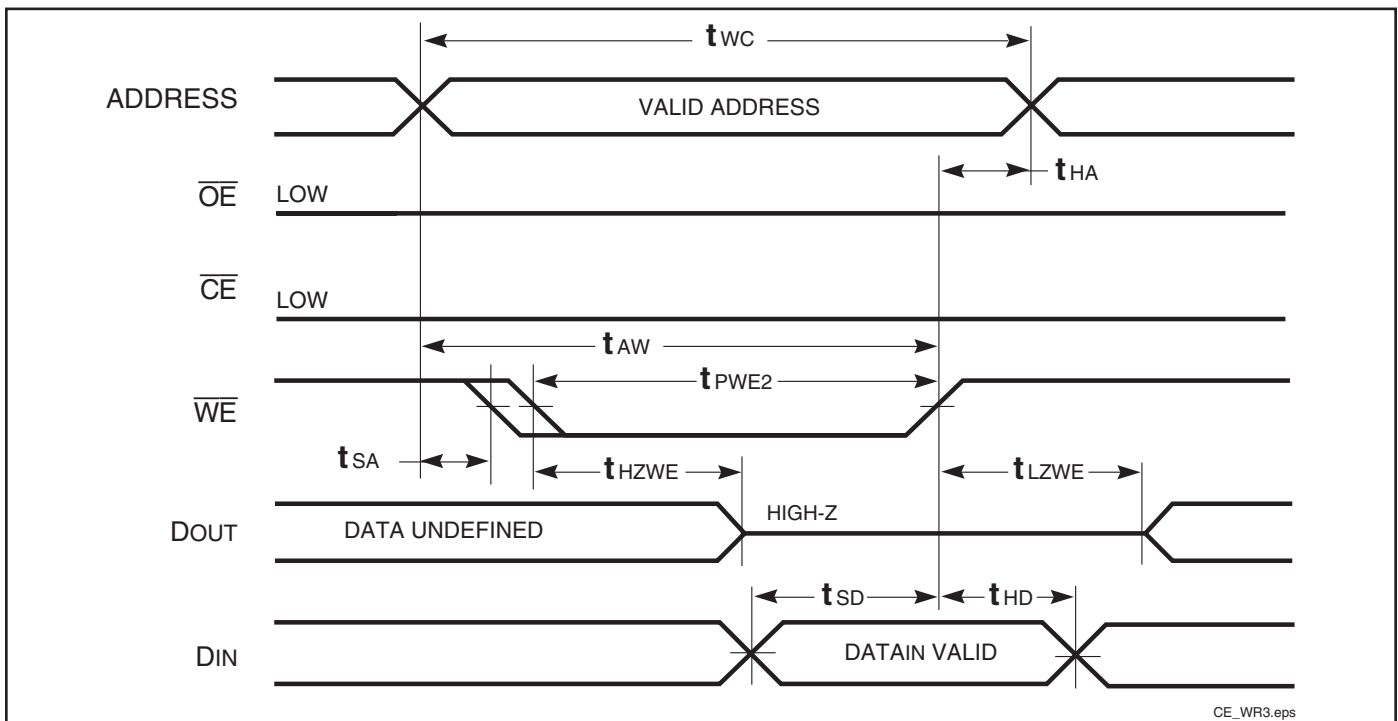 tWC
ADDRESS VALID ADDRESS
tHA
OE LOW
CE LOW
tAW
tPWE2
WE
tSA tHZWE tLZWE
DOUT DATA UNDEFINED HIGH-Z
tSD tHD
DIN DATAIN VALID
CE_WR3.eps